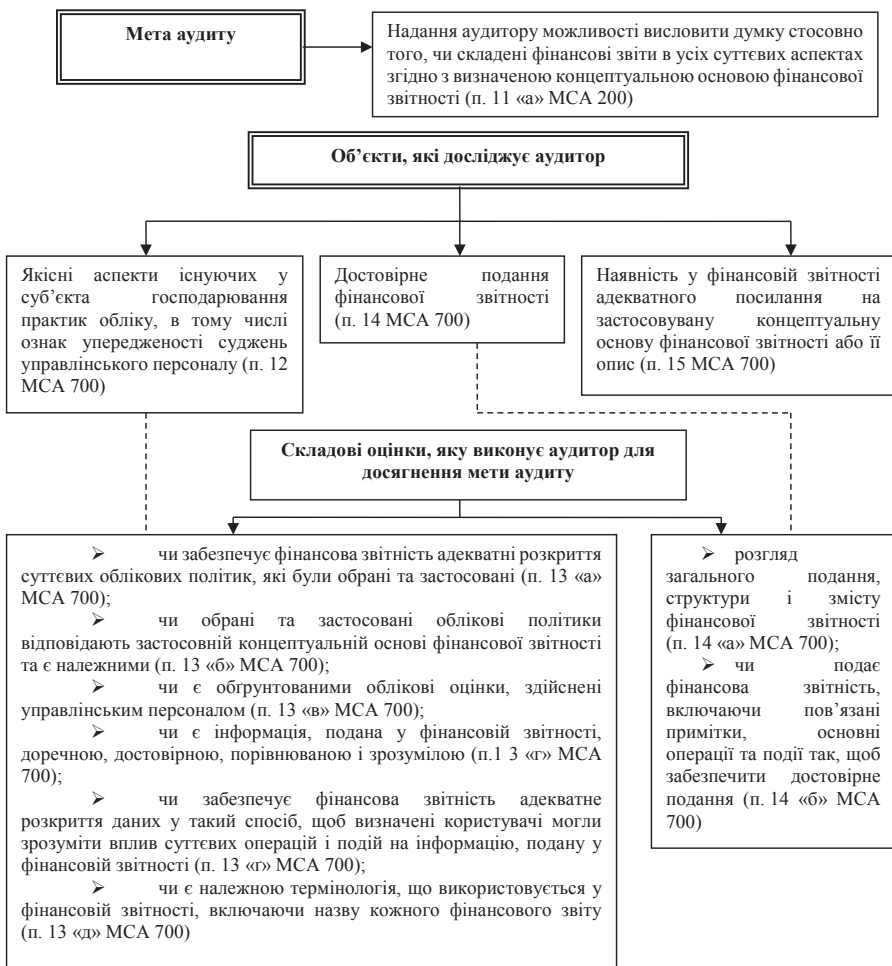 Мета аудиту
Надання аудитору можливості висловити думку стосовно
того, чи складені фінансові звіти в усіх суттєвих аспектах
згідно з визначеною концептуальною основою фінансової
звітності (п. 11 «а» МСА 200)
Об’єкти, які досліджує аудитор
Якісні аспекти існуючих у
суб’єкта господарювання
практик обліку, в тому числі
ознак упередженості суджень
управлінського персоналу (п. 12
МСА 700)
Достовірне подання
фінансової звітності
(п. 14 МСА 700)
Наявність у фінансовій звітності
адекватного посилання на
застосовувану концептуальну
основу фінансової звітності або її
опис (п. 15 МСА 700)
Складові оцінки, яку виконує аудитор для
досягнення мети аудиту
➢ чи забезпечує фінансова звітність адекватні розкриття
суттєвих облікових політик, які були обрані та застосовані (п. 13 «а»
МСА 700);
➢ чи обрані та застосовані облікові політики
відповідають застосовній концептуальній основі фінансової звітності
та є належними (п. 13 «б» МСА 700);
➢ чи є обґрунтованими облікові оцінки, здійснені
управлінським персоналом (п. 13 «в» МСА 700);
➢ чи є інформація, подана у фінансовій звітності,
доречною, достовірною, порівнюваною і зрозумілою (п.1 3 «г» МСА
700);
➢ чи забезпечує фінансова звітність адекватне
розкриття даних у такий спосіб, щоб визначені користувачі могли
зрозуміти вплив суттєвих операцій і подій на інформацію, подану у
фінансовій звітності (п. 13 «ґ» МСА 700);
➢ чи є належною термінологія, що використовується у
фінансовій звітності, включаючи назву кожного фінансового звіту
(п. 13 «д» МСА 700)
➢ розгляд
загального подання,
структури і змісту
фінансової звітності
(п. 14 «а» МСА 700);
➢ чи подає
фінансова звітність,
включаючи пов’язані
примітки, основні
операції та події так, щоб
забезпечити достовірне
подання (п. 14 «б» МСА
700)